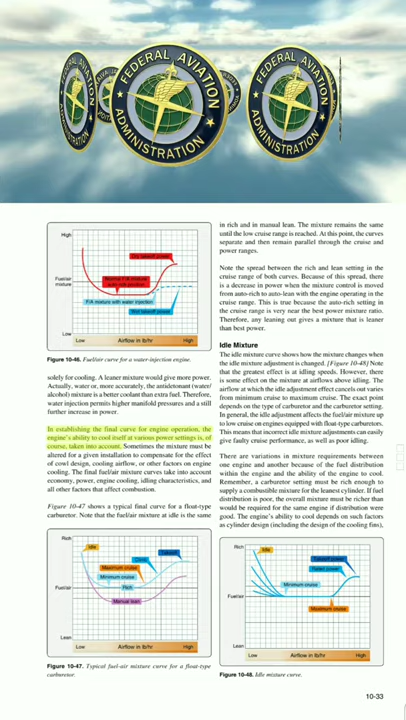 FEDERAL AVIATION
ADMINISTRATION
FEDERAL AVIATION
ADMINISTRATION
High
Fuel/air
mixture
Low
Dry takeoff power
Normal F/A mixture
with no injection
F/A mixture with water injection
Wet takeoff power
Low Airflow in lb/hr High
Figure 10-46. Fuel/air curve for a water-injection engine.
solely for cooling. A leaner mixture would give more power.
Actually, water or, more accurately, the antidetonant (water/
alcohol) mixture is a better coolant than extra fuel. Therefore,
water injection permits higher manifold pressures and a still
further increase in power.
In establishing the final curve for engine operation, the
engine's ability to cool itself at various power settings is, of
course, taken into account. Sometimes the mixture must be
altered for a given installation to compensate for the effect
of cowl design, cooling airflow, or other factors on engine
cooling. The final fuel/air mixture curves take into account
economy, power, engine cooling, idling characteristics, and
all other factors that affect combustion.
Figure 10-47 shows a typical final curve for a float-type
carburetor. Note that the fuel/air mixture at idle is the same
Rich
Fuel/air
Lean
Idle
Takeoff
Climb
Maximum cruise
Minimum cruise
Rich
Manual lean
Low Airflow in lb/hr High
Figure 10-47. Typical fuel-air mixture curve for a float-type
carburetor.
in rich and in manual lean. The mixture remains the same
until the low cruise range is reached. At this point, the curves
separate and then remain parallel through the cruise and
power ranges.
Note the spread between the rich and lean setting in the
cruise range of both curves. Because of this spread, there
is a decrease in power when the mixture control is moved
from auto-rich to auto-lean with the engine operating in the
cruise range. This is true because the auto-rich setting in
the cruise range is very near the best power mixture ratio.
Therefore, any leaning out gives a mixture that is leaner
than best power.
Idle Mixture
The idle mixture curve shows how the mixture changes when
the idle mixture adjustment is changed. [Figure 10-48] Note
that the greatest effect is at idling speeds. However, there
is some effect on the mixture at airflows above idling. The
airflow at which the idle adjustment effect cancels out varies
from minimum cruise to maximum cruise. The exact point
depends on the type of carburetor and the carburetor setting.
In general, the idle adjustment affects the fuel/air mixture up
to low cruise on engines equipped with float-type carburetors.
This means that incorrect idle mixture adjustments can easily
give faulty cruise performance, as well as poor idling.
There are variations in mixture requirements between
one engine and another because of the fuel distribution
within the engine and the ability of the engine to cool.
Remember, a carburetor setting must be rich enough to
supply a combustible mixture for the leanest cylinder. If fuel
distribution is poor, the overall mixture must be richer than
would be required for the same engine if distribution were
good. The engine's ability to cool depends on such factors
as cylinder design (including the design of the cooling fins),
Rich
Fuel/air
Lean
Idle
Takeoff power
Rated power
Minimum cruise
Maximum cruise
Low Airflow in lb/hr High
Figure 10-48. Idle mixture curve.
10-33